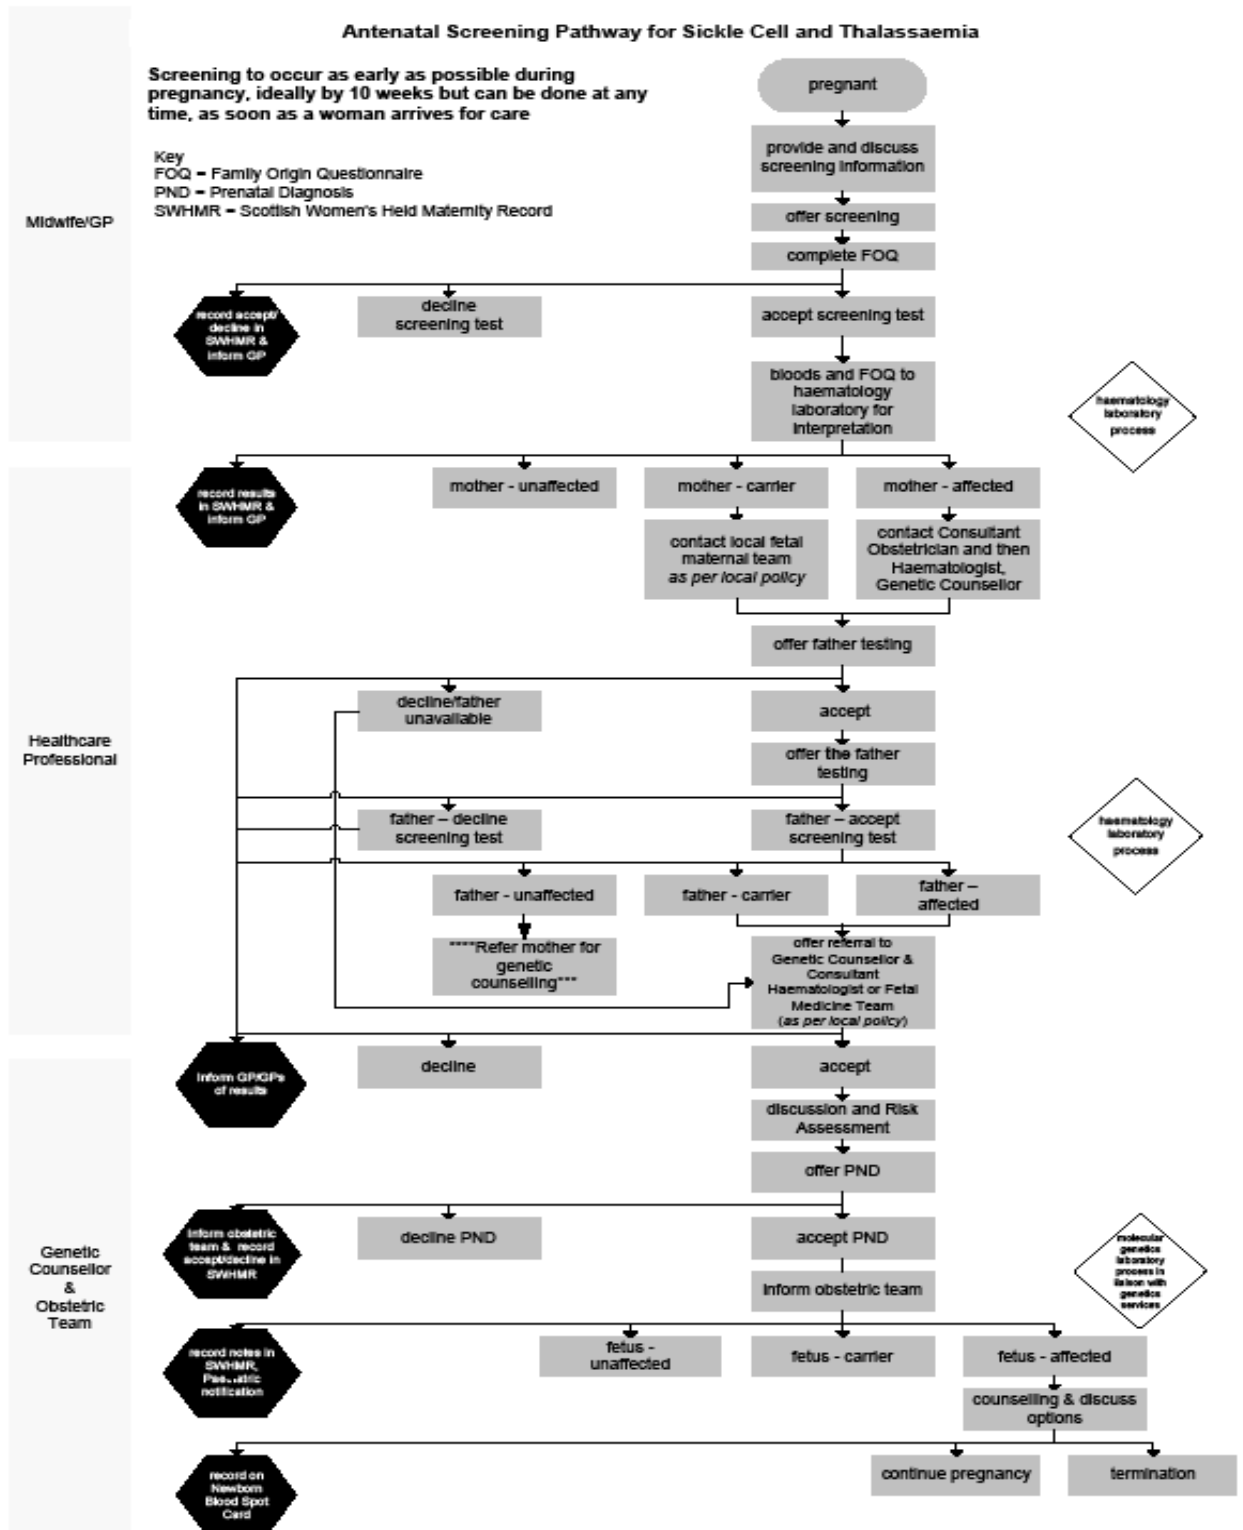 Antenatal Screening Pathway for Sickle Cell and Thalassaemia
Screening to occur as early as possible during
pregnancy, ideally by 10 weeks but can be done at any
time, as soon as a woman arrives for care
Key
FOQ = Family Origin Questionnaire
PND = Prenatal Diagnosis
SWHMR = Scottish Women's Held Maternity Record
Midwife/GP
pregnant
provide and discuss
screening information
offer screening
complete FOQ
record accept/
decline in
SWHMR &
inform GP
decline
screening test
accept screening test
bloods and FOQ to
haematology
laboratory for
interpretation
haematology
laboratory
process
Healthcare
Professional
record results
in SWHMR &
inform GP
mother - unaffected
mother - carrier
mother - affected
contact local fetal
maternal team
as per local policy
contact Consultant
Obstetrician and then
Haematologist,
Genetic Counsellor
offer father testing
decline/father
unavailable
accept
offer the father
testing
father – decline
screening test
father – accept
screening test
haematology
laboratory
process
father - unaffected
father - carrier
father –
affected
****Refer mother for
genetic
counselling***
offer referral to
Genetic Counsellor &
Consultant
Haematologist or Fetal
Medicine Team
(as per local policy)
Genetic
Counsellor
&
Obstetric
Team
Inform GP/GPs
of results
decline
accept
discussion and Risk
Assessment
offer PND
Inform obstetric
team & record
accept/decline in
SWHMR
decline PND
accept PND
inform obstetric team
molecular
genetics
laboratory
process in
liaison with
genetics
services
record notes in
SWHMR,
Paediatric
notification
fetus -
unaffected
fetus - carrier
fetus - affected
counselling & discuss
options
record on
Newborn
Blood Spot
Card
continue pregnancy
termination